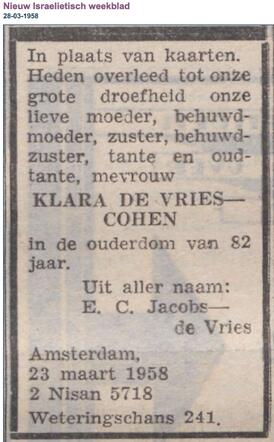 Nieuw Israelietisch weekblad
28-03-1958
In plaats van kaarten.
Heden overleed tot onze
grote droefheid onze
lieve moeder, behuwd-
moeder, zuster, behuwd-
zuster, tante en oud-
tante, mevrouw
KLARA DE VRIES—
COHEN
in de ouderdom van 82
jaar.
Uit aller naam:
E. C. Jacobs—
de Vries
Amsterdam,
23 maart 1958
2 Nisan 5718
Weteringschans 241.